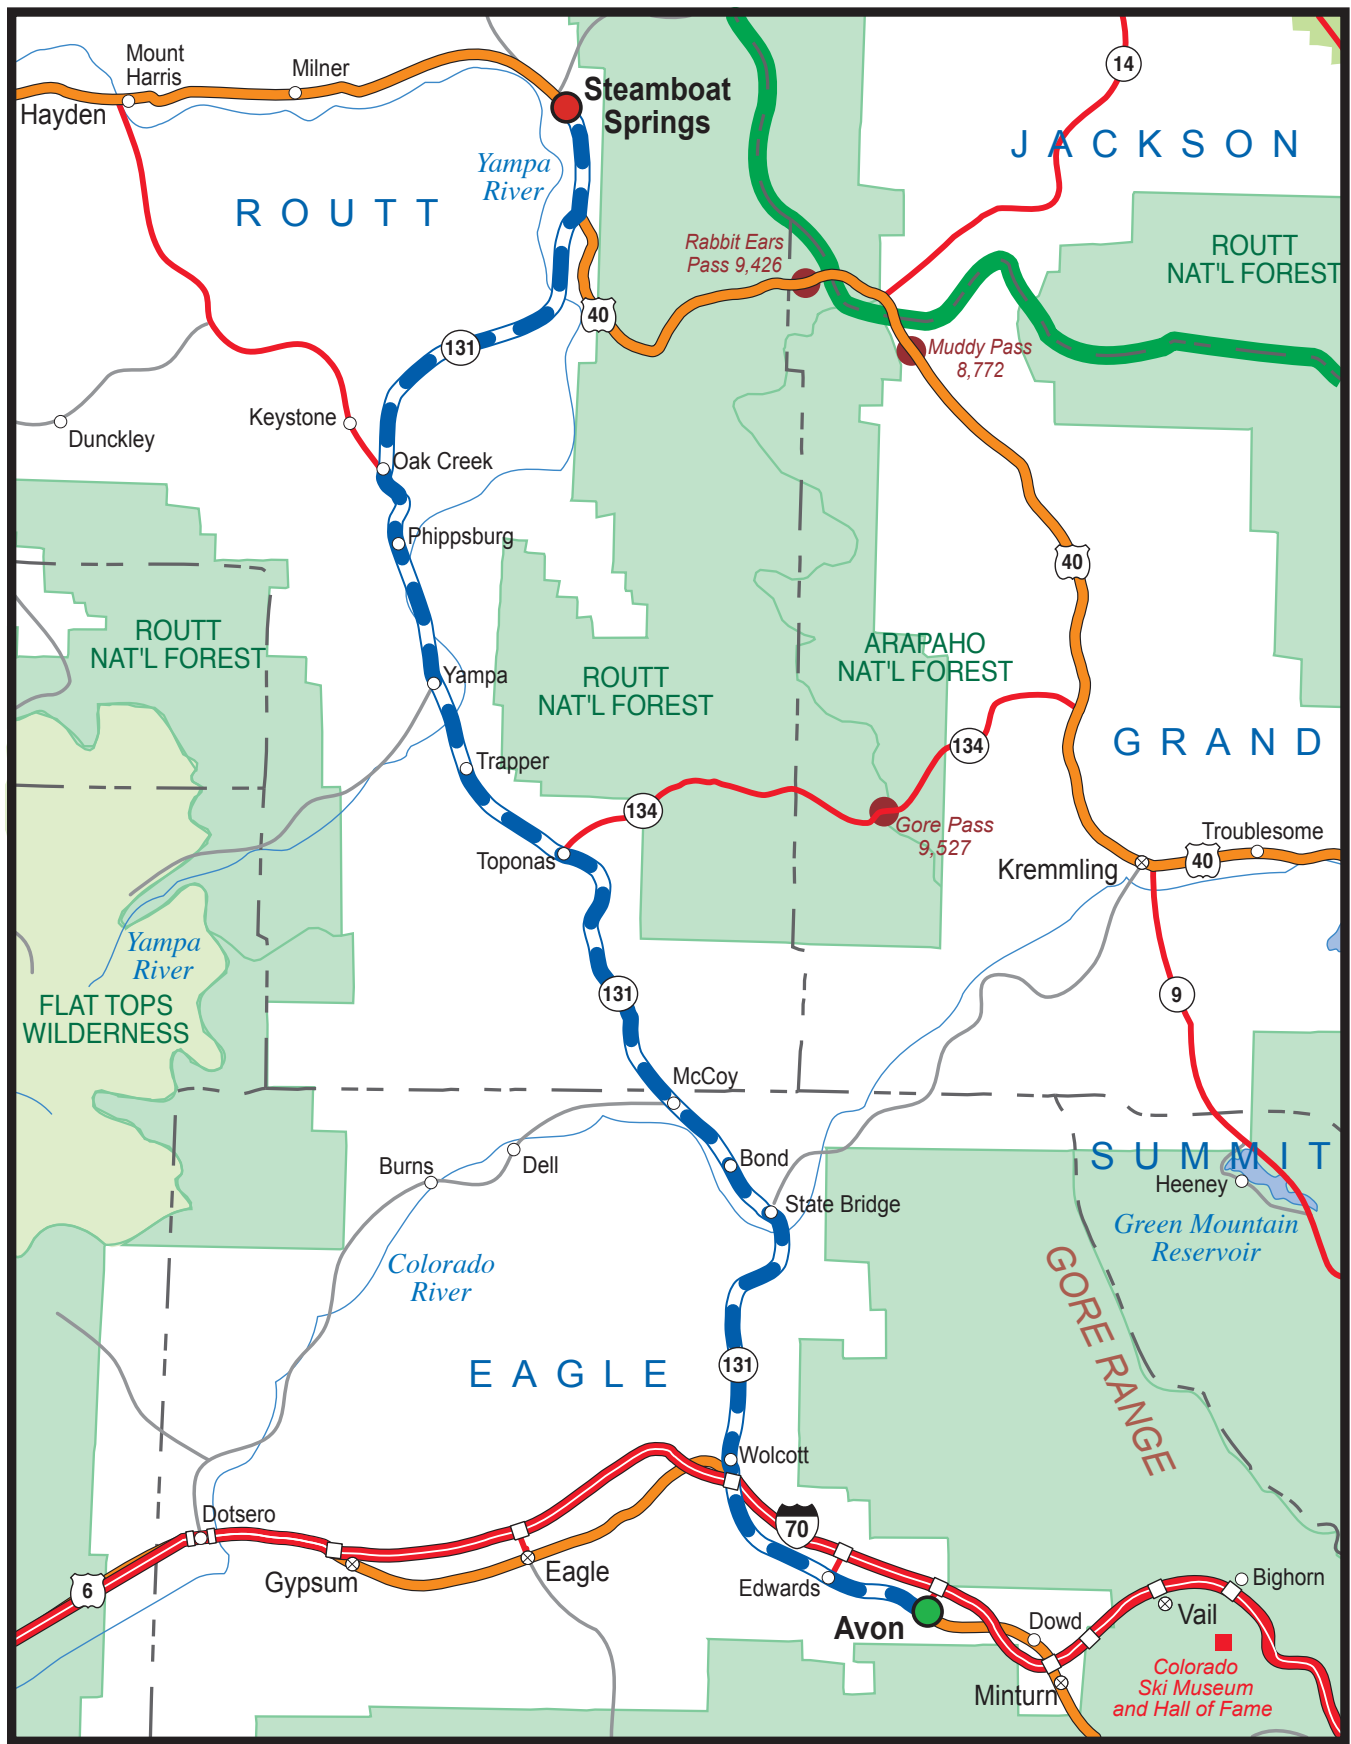 Mount
Harris
Milner
Hayden
Steamboat
Springs
14
JACKSON
Yampa
River
ROUTT
Rabbit Ears
Pass 9,426
ROUTT
NAT'L FOREST
40
131
Muddy Pass
8,772
Keystone
Dunckley
Oak Creek
Phippsburg
40
ROUTT
NAT'L FOREST
ARAPAHO
NAT'L FOREST
Yampa
ROUTT
NAT'L FOREST
GRAND
134
Trapper
134
Gore Pass
9,527
Troublesome
40
Toponas
Kremmling
Yampa
River
131
9
FLAT TOPS
WILDERNESS
McCoy
Bond
SUMMIT
Burns
Dell
Heeney
State Bridge
Green Mountain
Reservoir
Colorado
River
GORE RANGE
131
EAGLE
Wolcott
Dotsero
70
Gypsum
Eagle
6
Edwards
Bighorn
Avon
Dowd
Vail
Minturn
Colorado
Ski Museum
and Hall of Fame